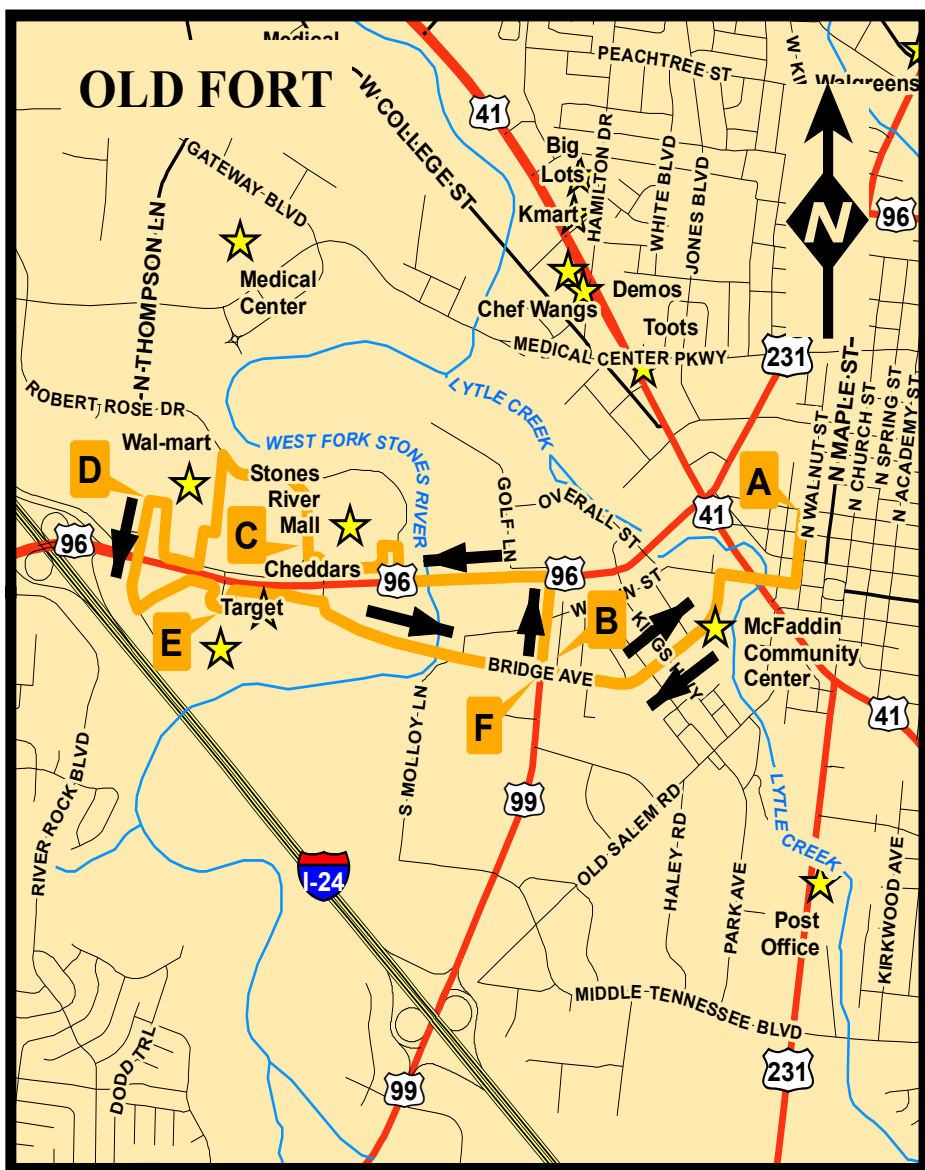 Medical
OLD FORT
PEACHTREE ST
Walgreens
W COLLEGE ST
41
Big
Lots
HAMILTON DR
WHITE BLVD
JONES BLVD
GATEWAY BLVD
Kmart
N
96
N THOMPSON LN
Medical
Center
Chef Wangs
Demos
Toots
MEDICAL CENTER PKWY
231
ROBERT ROSE DR
LYTLE CREEK
N WALNUT ST
N MAPLE ST
N CHURCH ST
N SPRING ST
N ACADEMY ST
Wal-mart
WEST FORK STONES RIVER
D
Stones
River
Mall
GOLF LN
OVERALL ST
A
41
C
96
Cheddars
96
96
Target
E
B
KINGS HWY
McFaddin
Community
Center
BRIDGE AVE
F
41
S MOLLOY LN
RIVER ROCK BLVD
99
OLD SALEM RD
HALEY RD
PARK AVE
LYTLE CREEK
KIRKWOOD AVE
I-24
Post
Office
MIDDLE TENNESSEE BLVD
DODD TRL
99
231